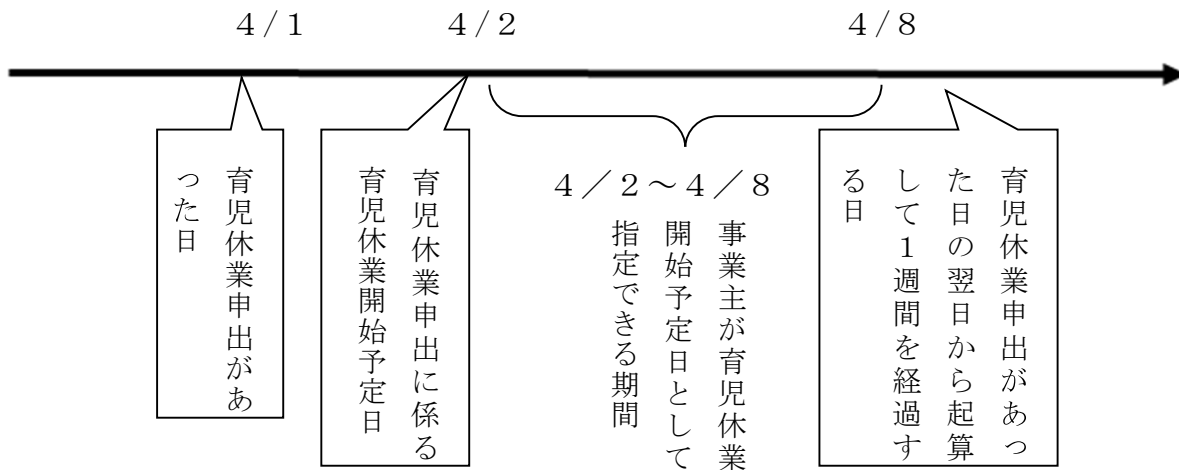 4/1
4/2
4/8
育児休業申出があ
った日
育児休業申出に係る
育児休業開始予定日
4/2~4/8
事業主が育児休業
開始予定日として
指定できる期間
育児休業申出があっ
た日の翌日から起算
して1週間を経過す
る日